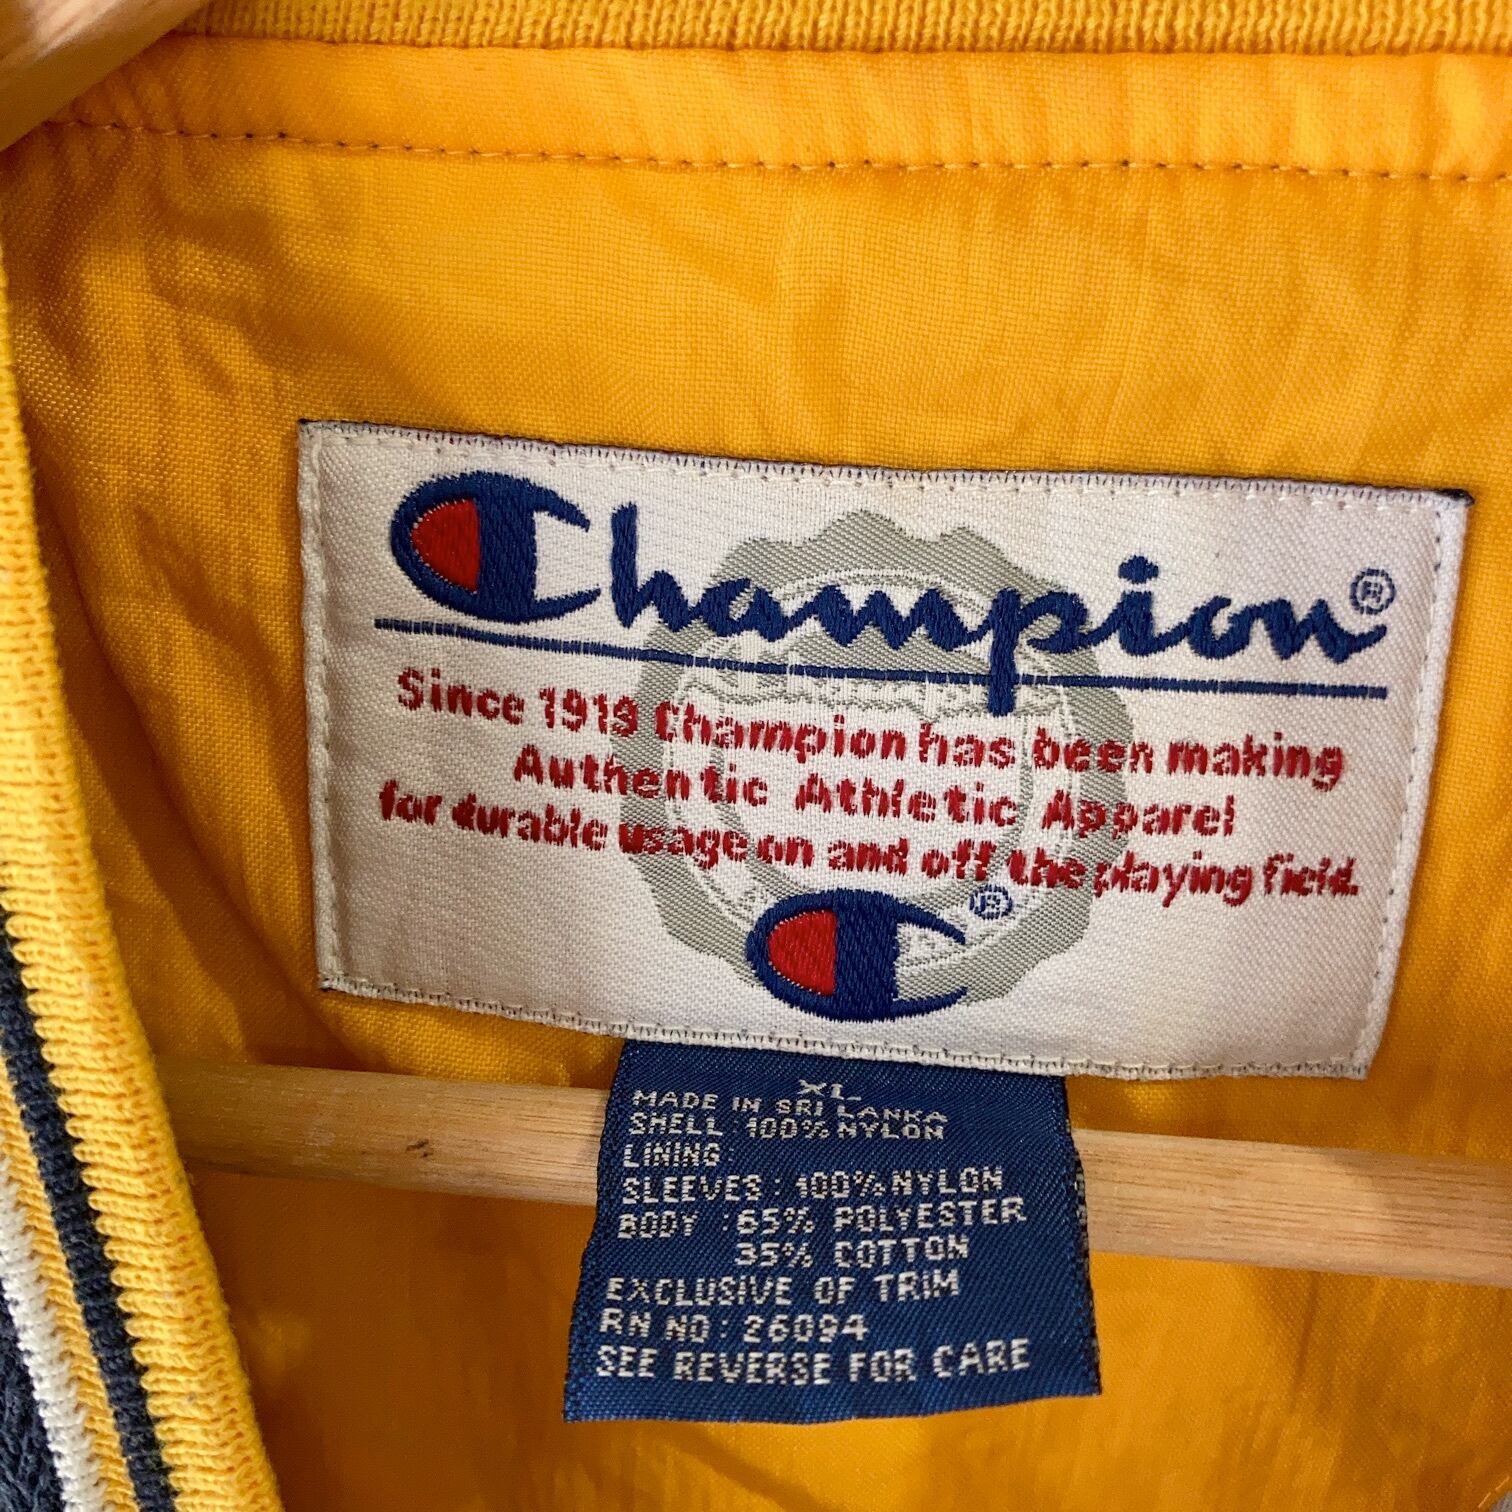 Champion®
Since 1919 Champion has been making
Authentic Athletic Apparel
for durable usage on and off the playing field.
®
XL
MADE IN SRI LANKA
SHELL : 100% NYLON
LINING:
SLEEVES : 100% NYLON
BODY : 65% POLYESTER
35% COTTON
EXCLUSIVE OF TRIM
RN NO : 26094
SEE REVERSE FOR CARE